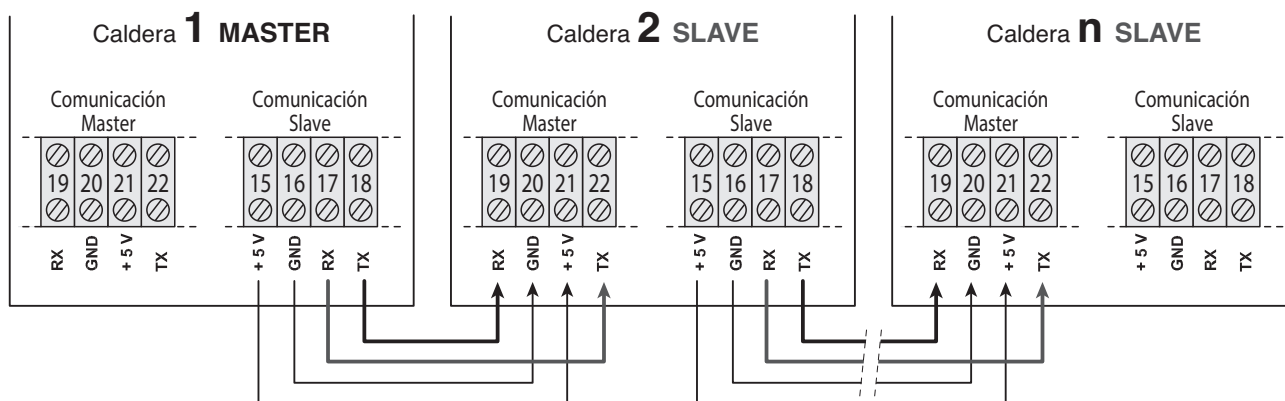 Caldera 1 MASTER
Comunicación
Master
Comunicación
Slave
19 20 21 22
15 16 17 18
RX GND + 5 V TX
+ 5 V GND RX TX
Caldera 2 SLAVE
Comunicación
Master
Comunicación
Slave
19 20 21 22
15 16 17 18
RX GND + 5 V TX
+ 5 V GND RX TX
Caldera n SLAVE
Comunicación
Master
Comunicación
Slave
19 20 21 22
15 16 17 18
RX GND + 5 V TX
+ 5 V GND RX TX